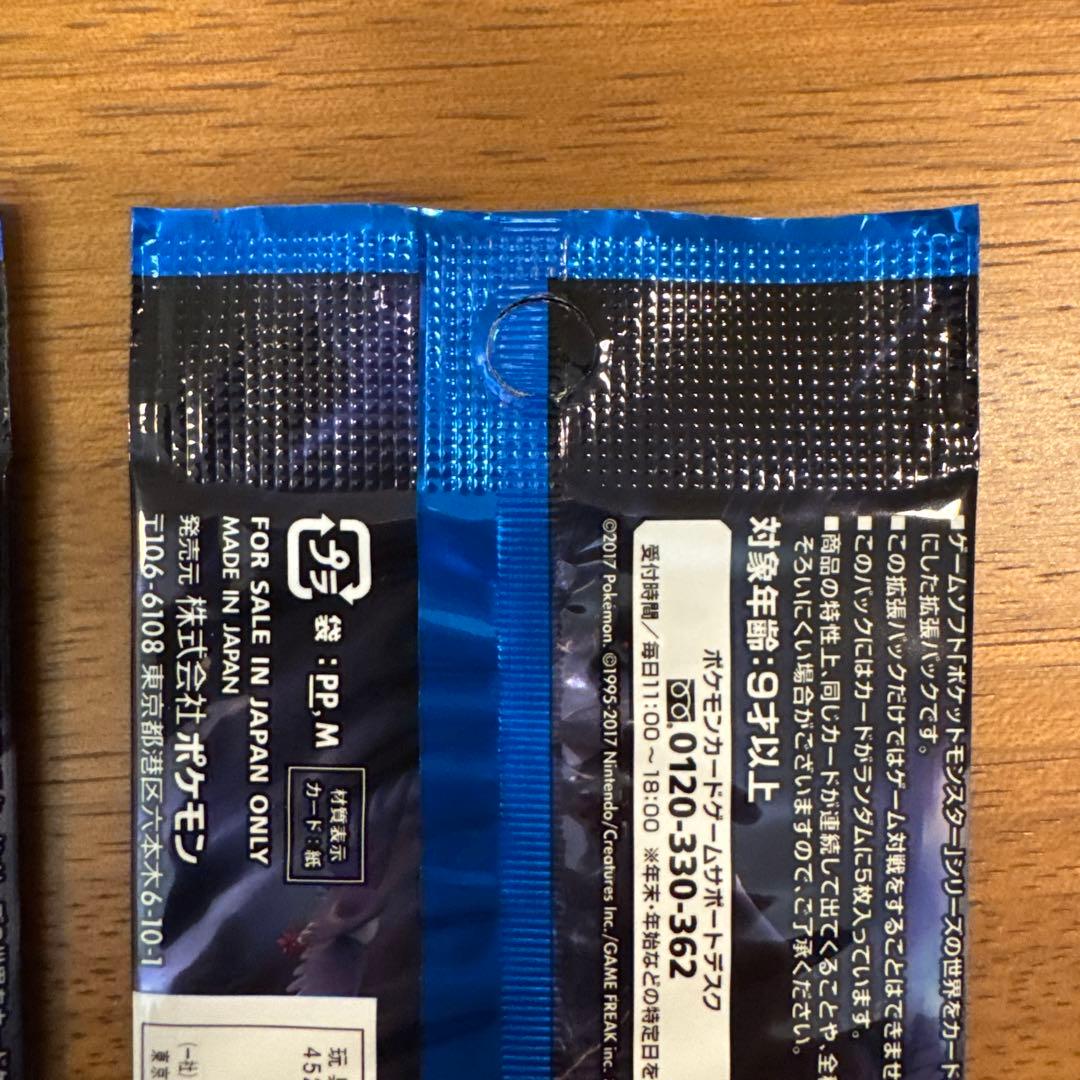 ■ゲームソフト「ポケットモンスター」シリーズの世界をカード
にした拡張パックです。
■この拡張パックだけではゲーム対戦をすることはできませ
■このパックにはカードがランダムに5枚入っています。
■商品の特性上、同じカードが連続して出てくることや、全
そろいにくい場合がございますので、ご了承ください。
対象年齢:9才以上
ポケモンカードゲームサポートデスク
0120-330-362
受付時間/毎日11:00~18:00 ※年末・年始などの特定日を
©2017 Pokémon. ©1995-2017 Nintendo/Creatures Inc./GAME FREAK inc.
プラ 袋:PP,M
材質表示
カード:紙
FOR SALE IN JAPAN ONLY
MADE IN JAPAN
発売元 株式会社ポケモン
〒106-6108 東京都港区六本木6-10-1
玩
452
(一社)
東京